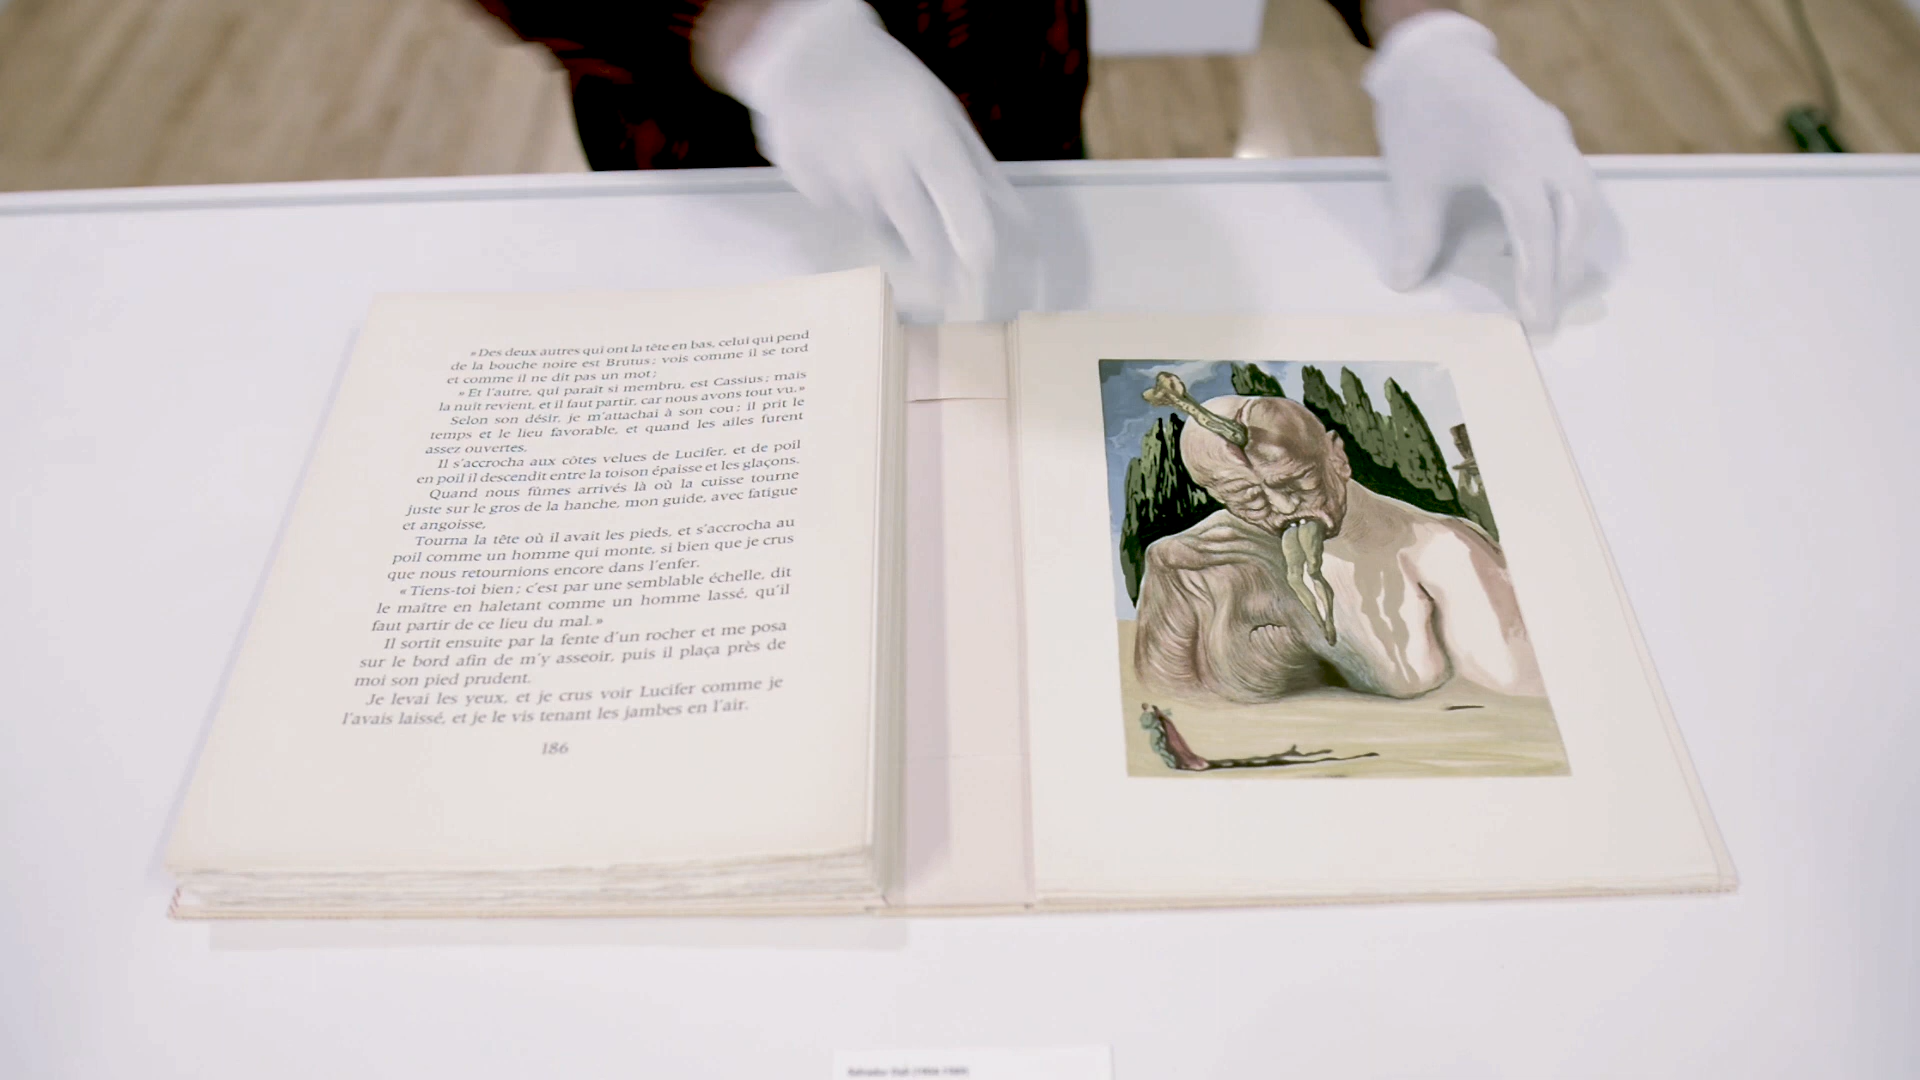 «Des deux autres qui ont la tête en bas, celui qui pend
de la bouche noire est Brutus; vois comme il se tord
et comme il ne dit pas un mot;
»Et l'autre, qui paraît si membru, est Cassius; mais
la nuit revient, et il faut partir, car nous avons tout vu.»
Selon son désir, je m'attachai à son cou; il prit le
temps et le lieu favorable, et quand les ailes furent
assez ouvertes,
Il s'accrocha aux côtes velues de Lucifer, et de poil
en poil il descendit entre la toison épaisse et les glaçons.
Quand nous fûmes arrivés là où la cuisse tourne
juste sur le gros de la hanche, mon guide, avec fatigue
et angoisse,
Tourna la tête où il avait les pieds, et s'accrocha au
poil comme un homme qui monte, si bien que je crus
que nous retournions encore dans l'enfer.
«Tiens-toi bien; c'est par une semblable échelle, dit
le maître en haletant comme un homme lassé, qu'il
faut partir de ce lieu du mal.»
Il sortit ensuite par la fente d'un rocher et me posa
sur le bord afin de m'y asseoir, puis il plaça près de
moi son pied prudent.
Je levai les yeux, et je crus voir Lucifer comme je
l'avais laissé, et je le vis tenant les jambes en l'air.
186
Salvador Dalí (1904-1989)